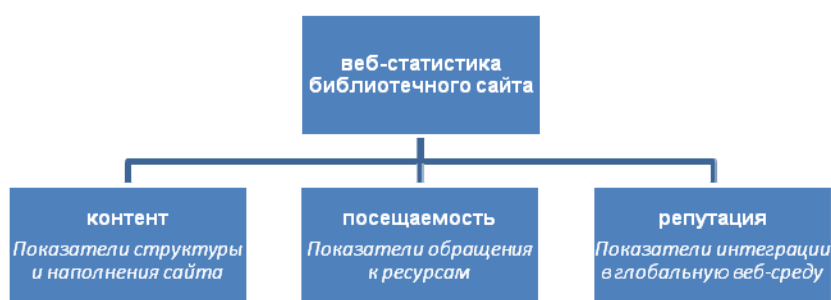 веб-статистика
библиотечного сайта
контент
Показатели структуры
и наполнения сайта
посещаемость
Показатели обращения
к ресурсам
репутация
Показатели интеграции
в глобальную веб-среду